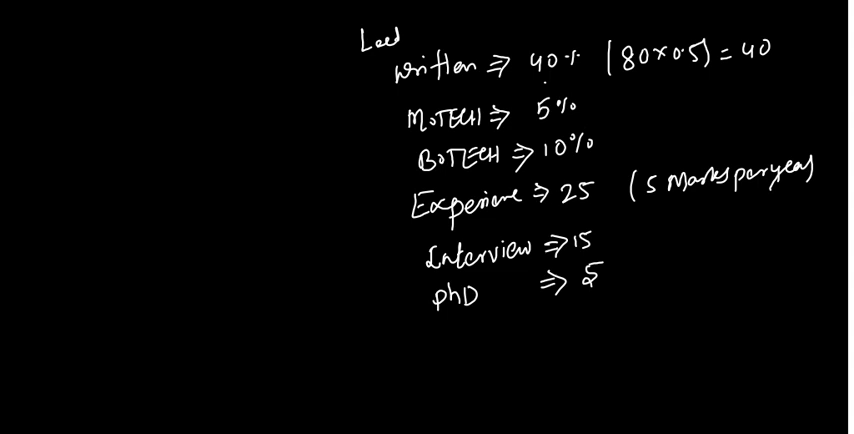 Written ⇒ 40% (80×0.5) = 40
M.TECH ⇒ 5%
B.TECH ⇒ 10%
Experience ⇒ 25 (5 Marks per year)
Interview ⇒ 15
PhD ⇒ 5